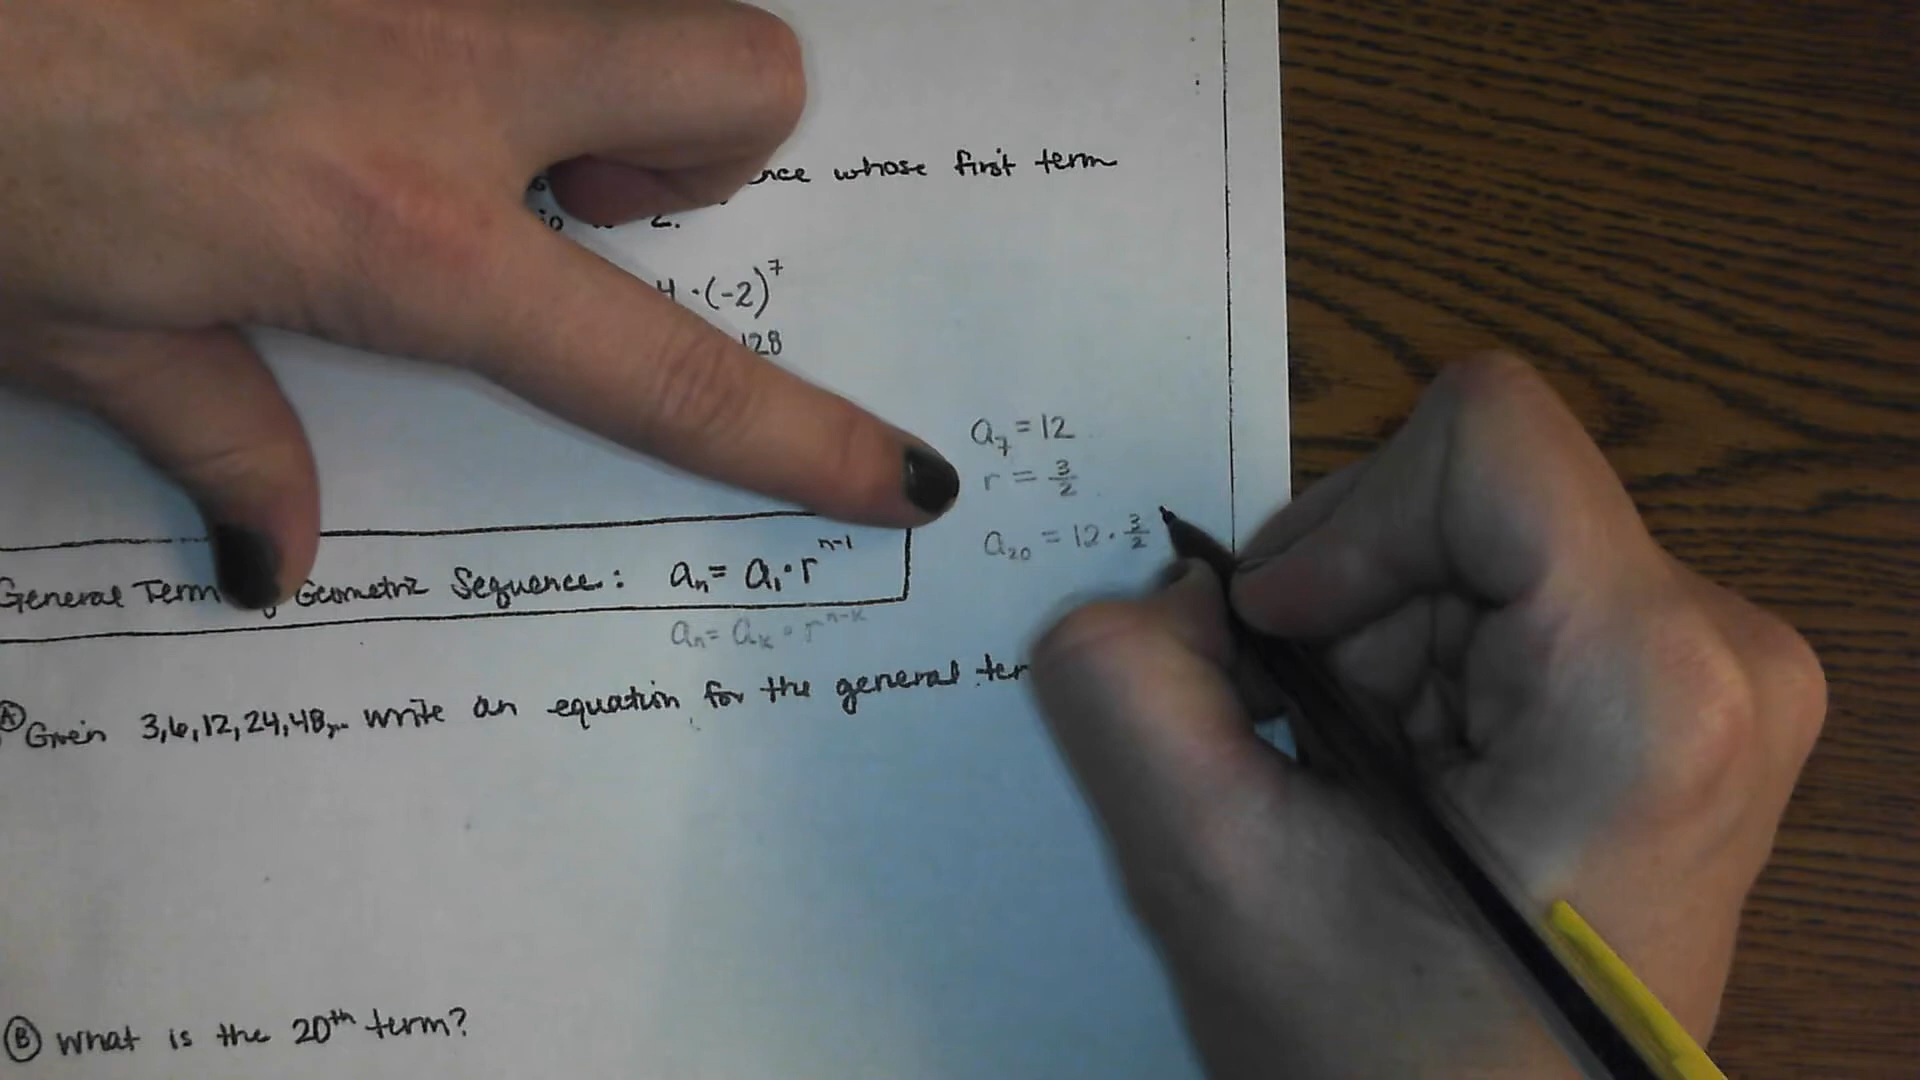 whose first term
2.
4 · (-2)^7
128
a_7 = 12
r = 3/2
a_20 = 12 · 3/2
General Term Geometric Sequence: a_n = a_1 · r^{n-1}
a_n = a_k · r^{n-k}
(A) Given 3,6,12,24,48,... write an equation for the general
(B) What is the 20th term?